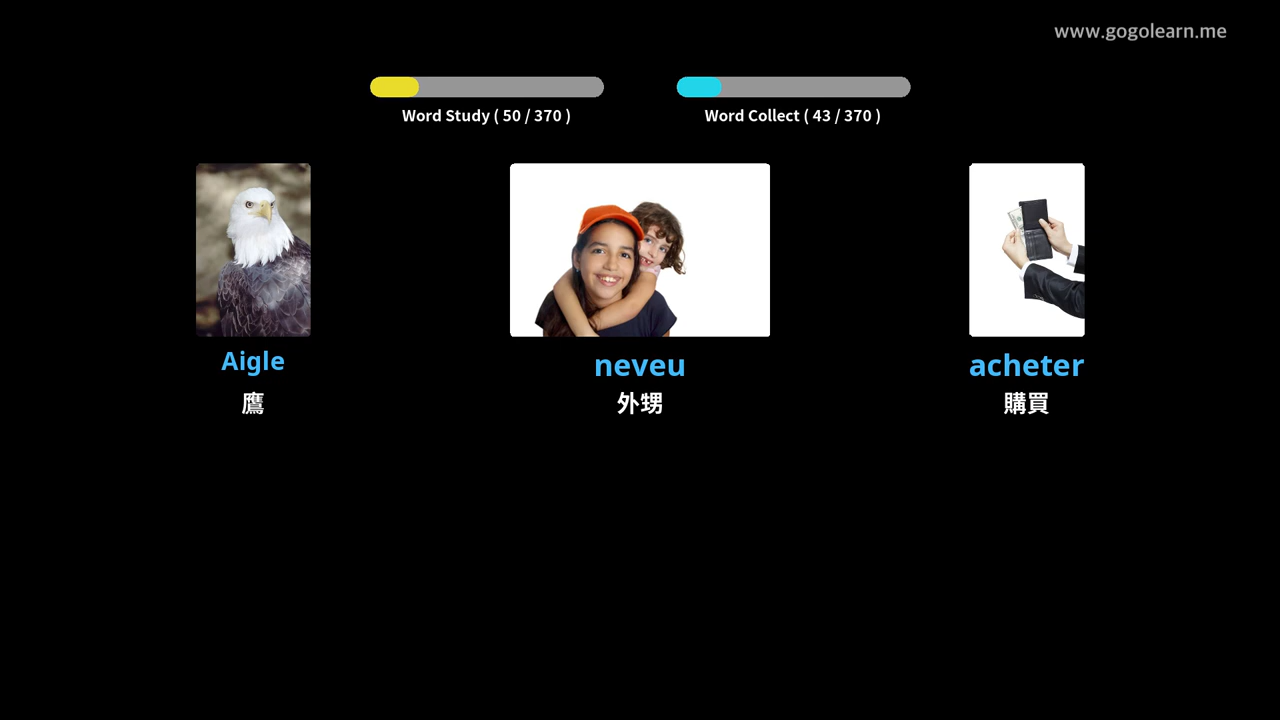 www.gogolearn.me
Word Study ( 50 / 370 )
Word Collect ( 43 / 370 )
Aigle
鷹
neveu
外甥
acheter
購買